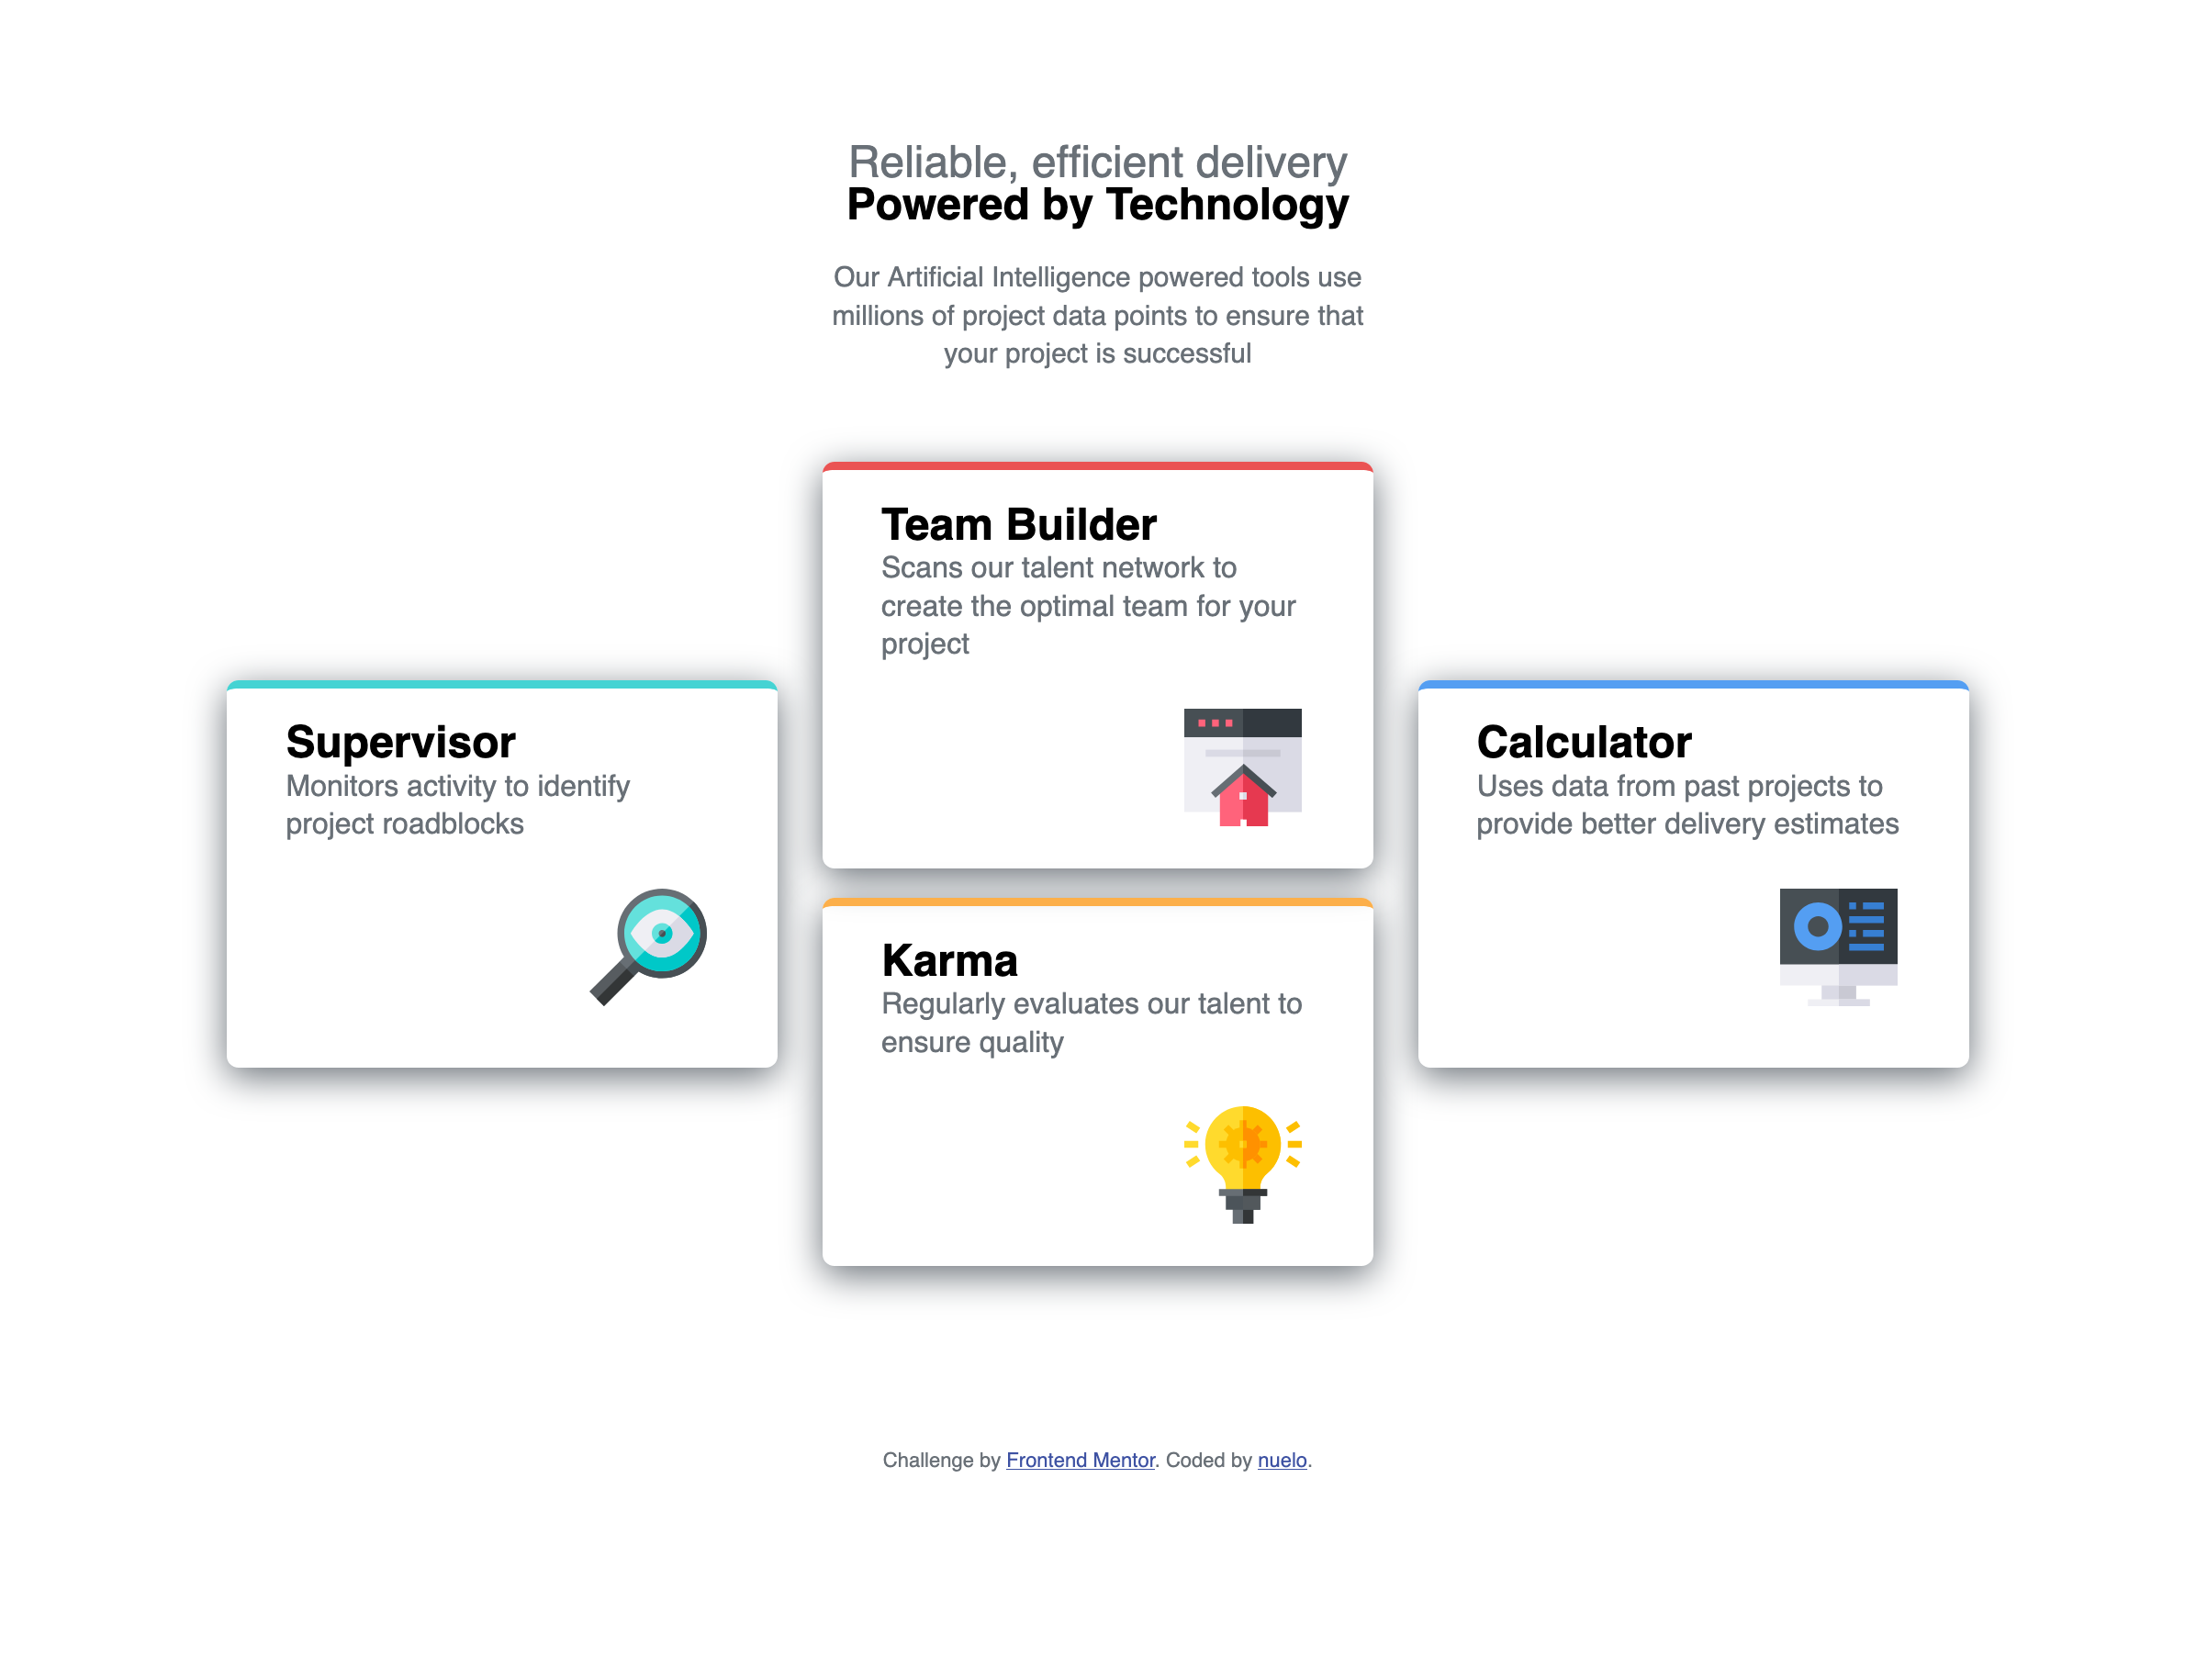 Reliable, efficient delivery
Powered by Technology
Our Artificial Intelligence powered tools use
millions of project data points to ensure that
your project is successful
Supervisor
Monitors activity to identify
project roadblocks
Team Builder
Scans our talent network to
create the optimal team for your
project
Karma
Regularly evaluates our talent to
ensure quality
Calculator
Uses data from past projects to
provide better delivery estimates
Challenge by Frontend Mentor. Coded by nuelo.